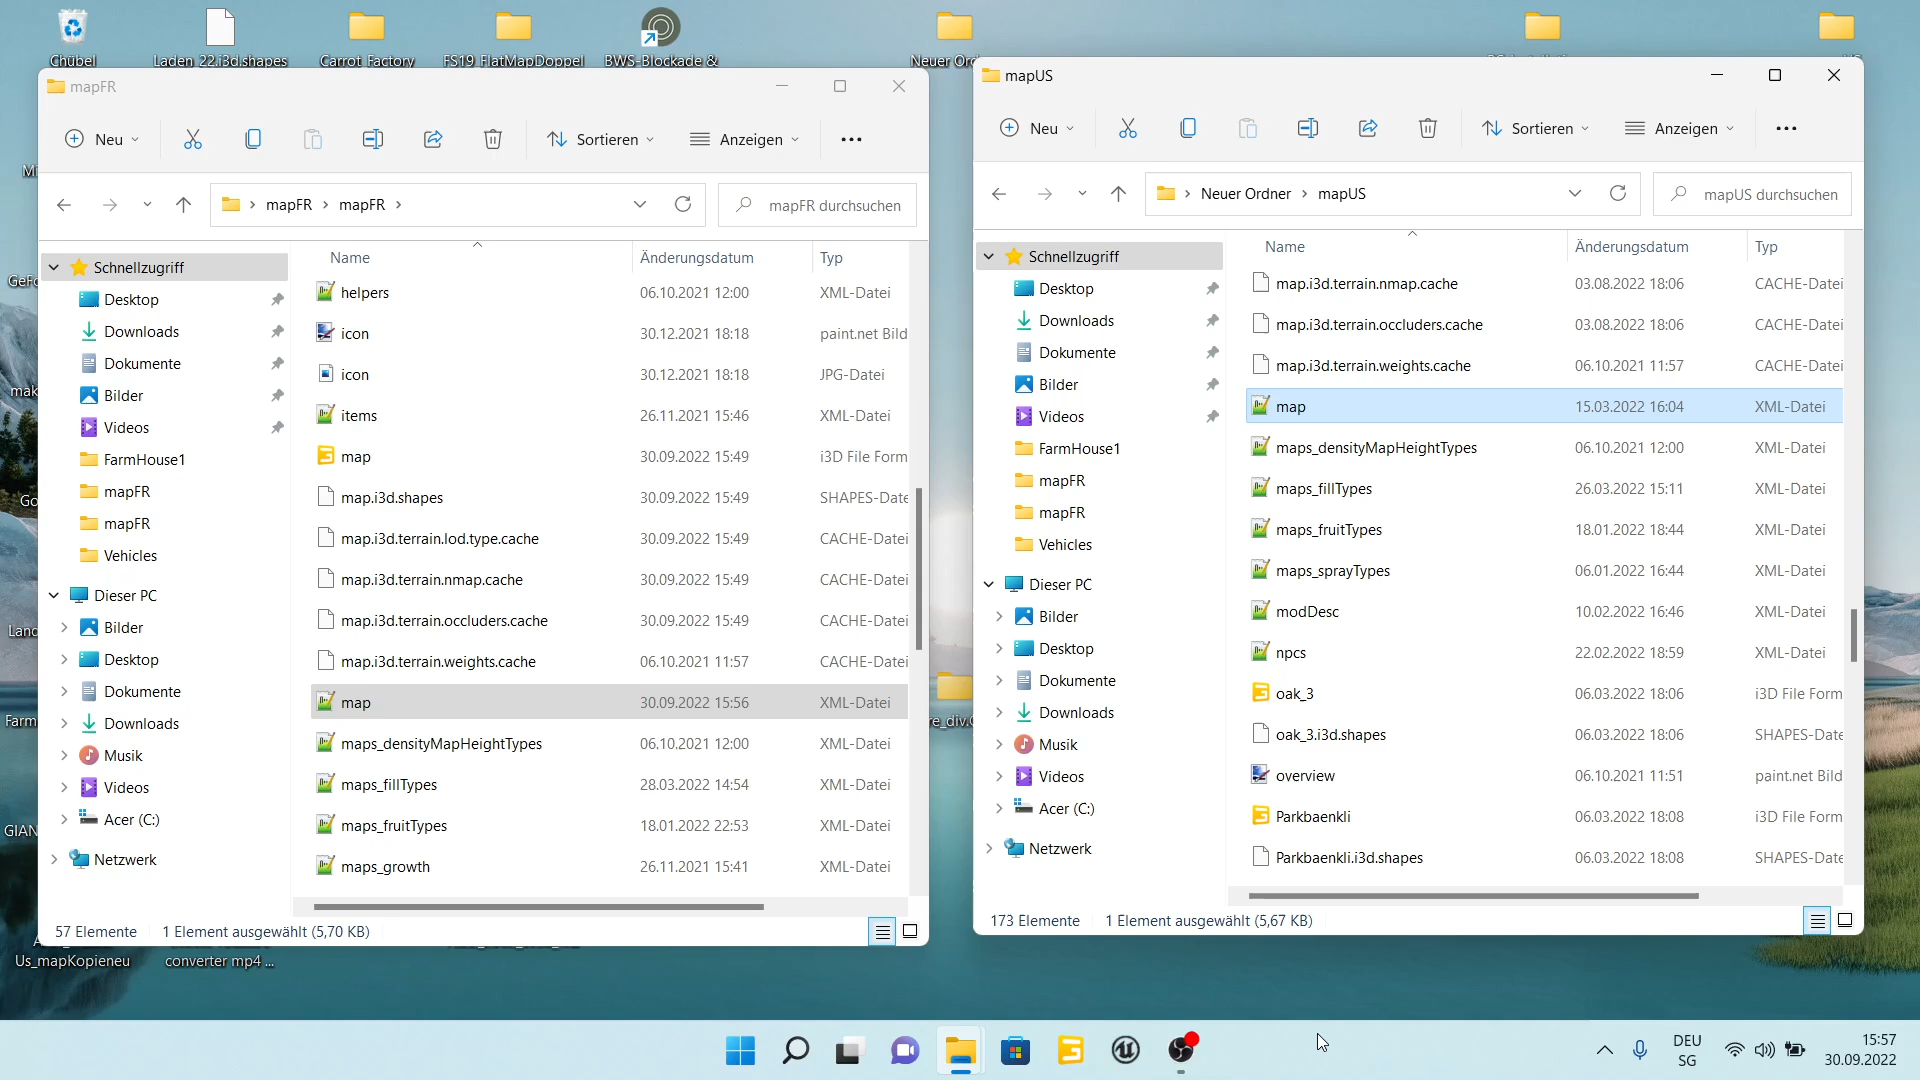 Chübel
Laden_22.i3d.shapes
Carrot_Factory
FS19_FlatMapDoppel
BWS-Blockade &
Neuer Ord
mapFR
Neu
Sortieren
Anzeigen
mapFR
mapFR
mapFR durchsuchen
Name
Änderungsdatum
Typ
Schnellzugriff
Desktop
Downloads
Dokumente
Bilder
Videos
FarmHouse1
mapFR
mapFR
Vehicles
Dieser PC
Bilder
Desktop
Dokumente
Downloads
Musik
Videos
Acer (C:)
Netzwerk
helpers 06.10.2021 12:00 XML-Datei
icon 30.12.2021 18:18 paint.net Bild
icon 30.12.2021 18:18 JPG-Datei
items 26.11.2021 15:46 XML-Datei
map 30.09.2022 15:49 i3D File Form
map.i3d.shapes 30.09.2022 15:49 SHAPES-Date
map.i3d.terrain.lod.type.cache 30.09.2022 15:49 CACHE-Datei
map.i3d.terrain.nmap.cache 30.09.2022 15:49 CACHE-Datei
map.i3d.terrain.occluders.cache 30.09.2022 15:49 CACHE-Datei
map.i3d.terrain.weights.cache 06.10.2021 11:57 CACHE-Datei
map 30.09.2022 15:56 XML-Datei
maps_densityMapHeightTypes 06.10.2021 12:00 XML-Datei
maps_fillTypes 28.03.2022 14:54 XML-Datei
maps_fruitTypes 18.01.2022 22:53 XML-Datei
maps_growth 26.11.2021 15:41 XML-Datei
57 Elemente 1 Element ausgewählt (5,70 KB)
mapUS
Neu
Sortieren
Anzeigen
Neuer Ordner
mapUS
mapUS durchsuchen
Name
Änderungsdatum
Typ
Schnellzugriff
Desktop
Downloads
Dokumente
Bilder
Videos
FarmHouse1
mapFR
mapFR
Vehicles
Dieser PC
Bilder
Desktop
Dokumente
Downloads
Musik
Videos
Acer (C:)
Netzwerk
map.i3d.terrain.nmap.cache 03.08.2022 18:06 CACHE-Datei
map.i3d.terrain.occluders.cache 03.08.2022 18:06 CACHE-Datei
map.i3d.terrain.weights.cache 06.10.2021 11:57 CACHE-Datei
map 15.03.2022 16:04 XML-Datei
maps_densityMapHeightTypes 06.10.2021 12:00 XML-Datei
maps_fillTypes 26.03.2022 15:11 XML-Datei
maps_fruitTypes 18.01.2022 18:44 XML-Datei
maps_sprayTypes 06.01.2022 16:44 XML-Datei
modDesc 10.02.2022 16:46 XML-Datei
npcs 22.02.2022 18:59 XML-Datei
oak_3 06.03.2022 18:06 i3D File Form
oak_3.i3d.shapes 06.03.2022 18:06 SHAPES-Date
overview 06.10.2021 11:51 paint.net Bild
Parkbaenkli 06.03.2022 18:08 i3D File Form
Parkbaenkli.i3d.shapes 06.03.2022 18:08 SHAPES-Date
173 Elemente 1 Element ausgewählt (5,67 KB)
Mi
GeFo
mak
Go
Land
Farm
GIAN
re_div.
Us_mapKopieneu
converter mp4 ...
DEU
SG
15:57
30.09.2022